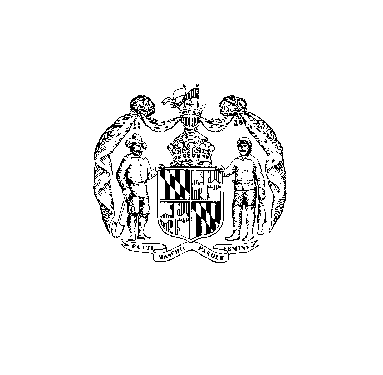 FATTI MASCHII PAROLE FEMINE